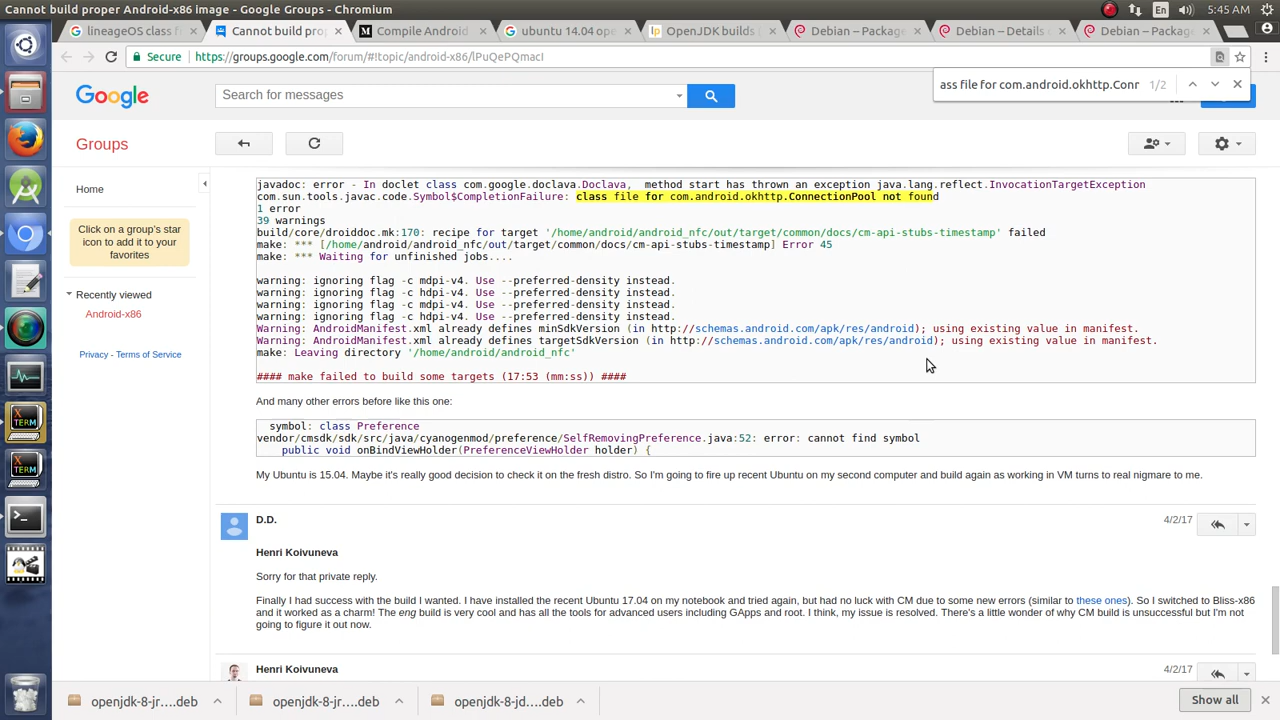 Cannot build proper Android-x86 image - Google Groups - Chromium
En
5:45 AM
lineageOS class f
Cannot build prop
Compile Android
ubuntu 14.04 ope
OpenJDK builds (
Debian – Package
Debian – Details o
Debian – Package
Secure
https://groups.google.com/forum/#!topic/android-x86/lPuQePQmacI
ass file for com.android.okhttp.Conn
1/2
Google
Search for messages
Groups
Home
Click on a group's star
icon to add it to your
favorites
Recently viewed
Android-x86
Privacy - Terms of Service
javadoc: error - In doclet class com.google.doclava.Doclava,  method start has thrown an exception java.lang.reflect.InvocationTargetException
com.sun.tools.javac.code.Symbol$CompletionFailure: class file for com.android.okhttp.ConnectionPool not found
1 error
39 warnings
build/core/droiddoc.mk:170: recipe for target '/home/android/android_nfc/out/target/common/docs/cm-api-stubs-timestamp' failed
make: *** [/home/android/android_nfc/out/target/common/docs/cm-api-stubs-timestamp] Error 45
make: *** Waiting for unfinished jobs....
warning: ignoring flag -c mdpi-v4. Use --preferred-density instead.
warning: ignoring flag -c hdpi-v4. Use --preferred-density instead.
warning: ignoring flag -c mdpi-v4. Use --preferred-density instead.
warning: ignoring flag -c hdpi-v4. Use --preferred-density instead.
Warning: AndroidManifest.xml already defines minSdkVersion (in http://schemas.android.com/apk/res/android); using existing value in manifest.
Warning: AndroidManifest.xml already defines targetSdkVersion (in http://schemas.android.com/apk/res/android); using existing value in manifest.
make: Leaving directory '/home/android/android_nfc'
#### make failed to build some targets (17:53 (mm:ss)) ####
And many other errors before like this one:
symbol: class Preference
vendor/cmsdk/sdk/src/java/cyanogenmod/preference/SelfRemovingPreference.java:52: error: cannot find symbol
public void onBindViewHolder(PreferenceViewHolder holder) {
My Ubuntu is 15.04. Maybe it's really good decision to check it on the fresh distro. So I'm going to fire up recent Ubuntu on my second computer and build again as working in VM turns to real nigmare to me.
D.D.
4/2/17
Henri Koivuneva
Sorry for that private reply.
Finally I had success with the build I wanted. I have installed the recent Ubuntu 17.04 on my notebook and tried again, but had no luck with CM due to some new errors (similar to these ones). So I switched to Bliss-x86
and it worked as a charm! The eng build is very cool and has all the tools for advanced users including GApps and root. I think, my issue is resolved. There's a little wonder of why CM build is unsuccessful but I'm not
going to figure it out now.
Henri Koivuneva
4/2/17
openjdk-8-jr....deb
openjdk-8-jr....deb
openjdk-8-jd....deb
Show all